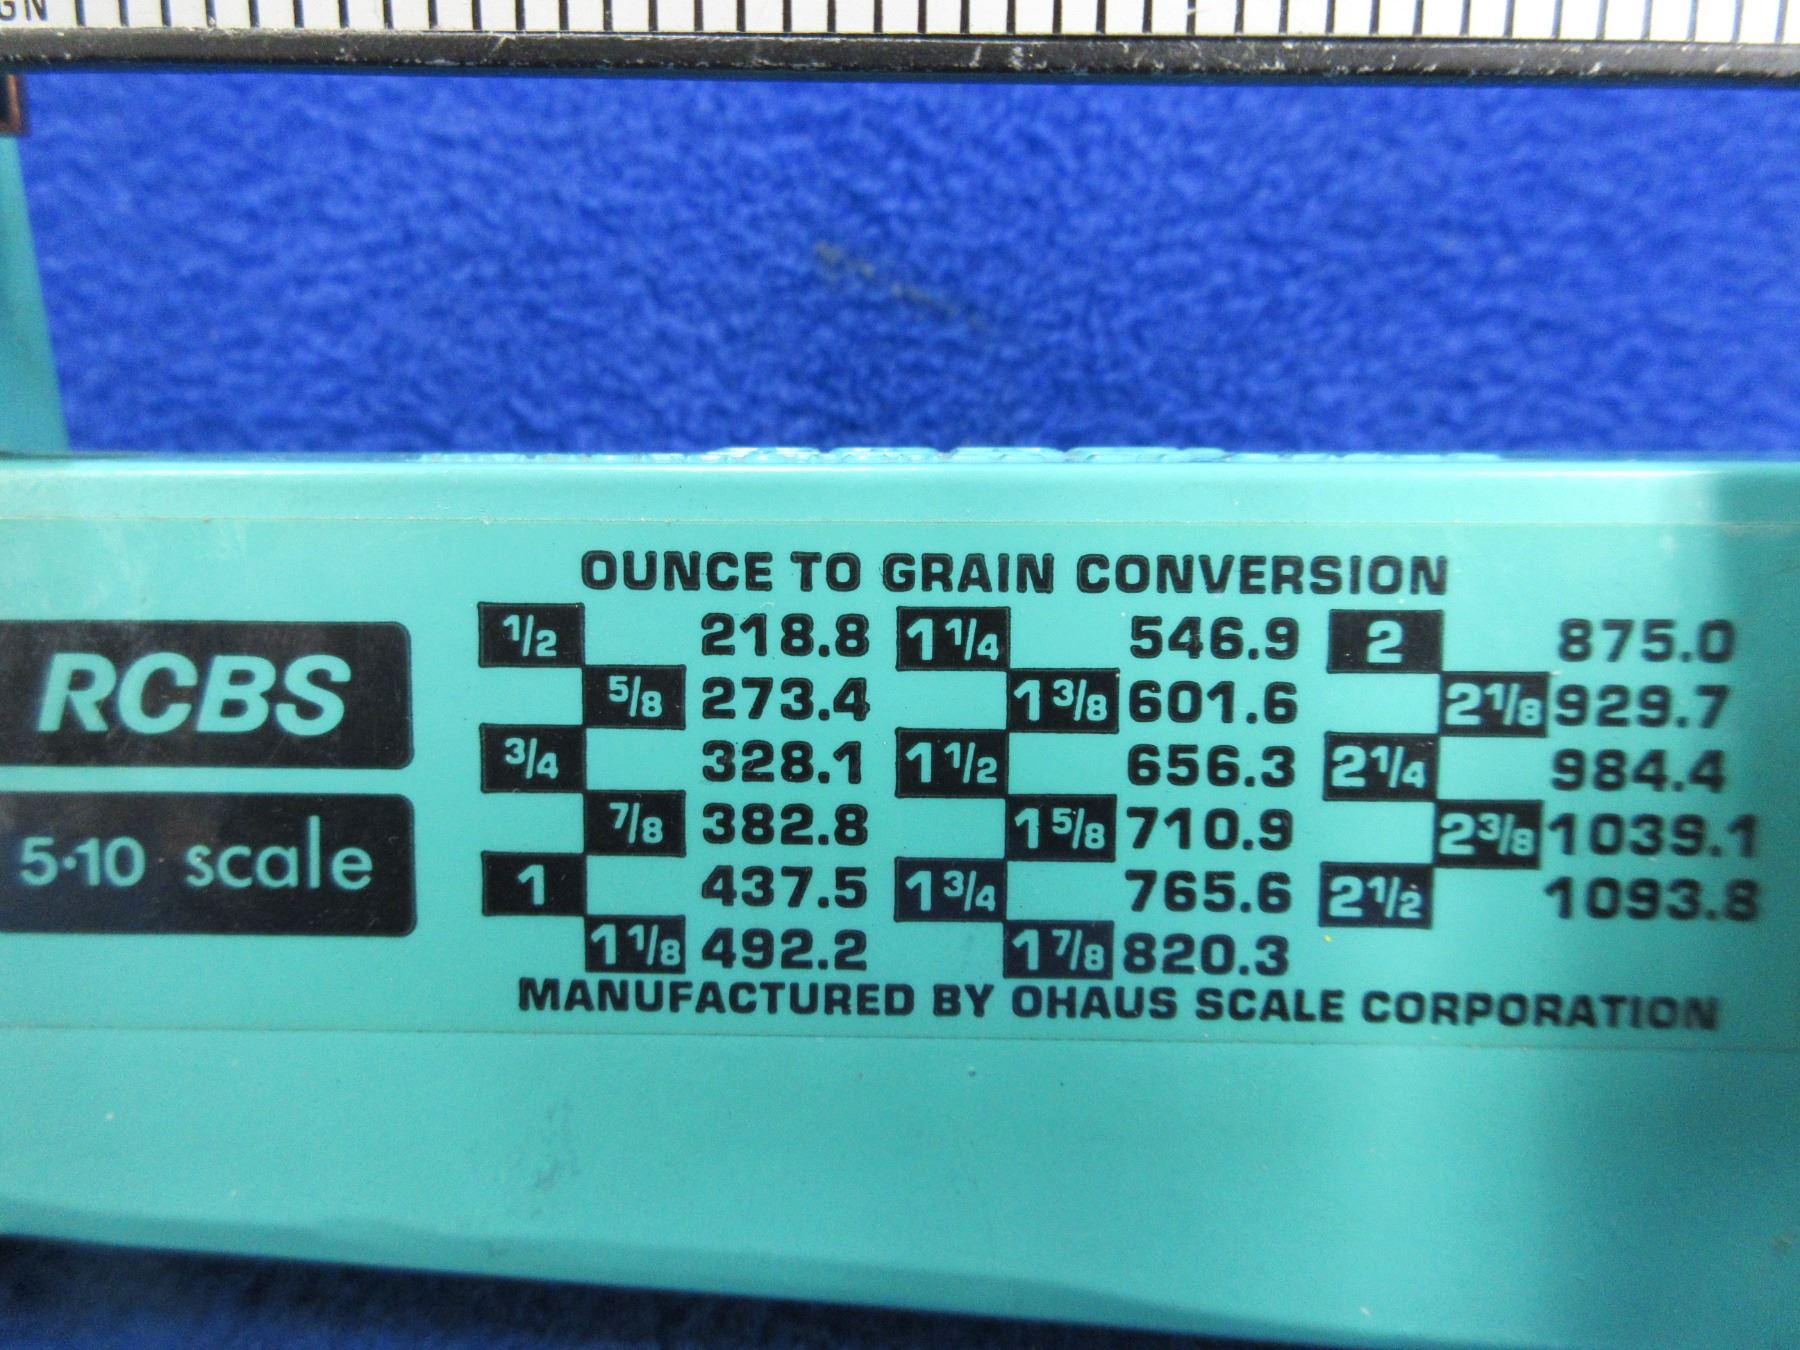 GN
OUNCE TO GRAIN CONVERSION
RCBS
5·10 scale
1/2 218.8 1 1/4 546.9 2 875.0
5/8 273.4 1 3/8 601.6 2 1/8 929.7
3/4 328.1 1 1/2 656.3 2 1/4 984.4
7/8 382.8 1 5/8 710.9 2 3/8 1039.1
1 437.5 1 3/4 765.6 2 1/2 1093.8
1 1/8 492.2 1 7/8 820.3
MANUFACTURED BY OHAUS SCALE CORPORATION